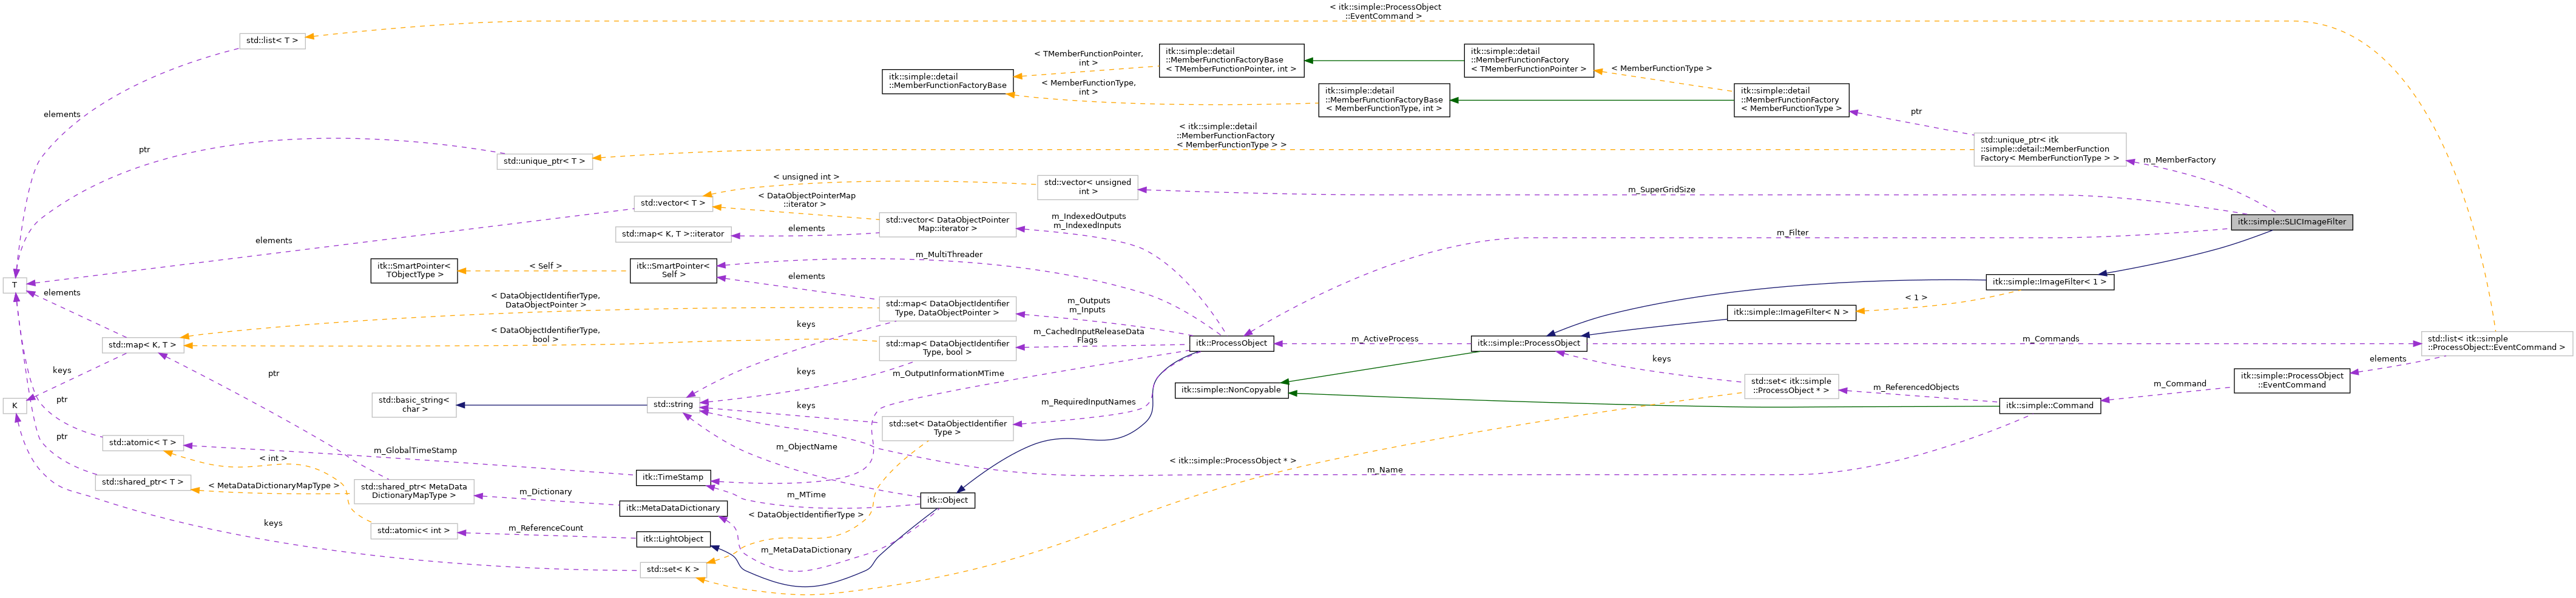 < itk::simple::ProcessObject
::EventCommand >
std::list< T >
elements
itk::simple::detail
::MemberFunctionFactoryBase
< TMemberFunctionPointer,
int >
< MemberFunctionType,
int >
itk::simple::detail
::MemberFunctionFactoryBase
< TMemberFunctionPointer, int >
itk::simple::detail
::MemberFunctionFactory
< TMemberFunctionPointer >
< MemberFunctionType >
itk::simple::detail
::MemberFunctionFactoryBase
< MemberFunctionType, int >
itk::simple::detail
::MemberFunctionFactory
< MemberFunctionType >
ptr
ptr
std::unique_ptr< T >
< itk::simple::detail
::MemberFunctionFactory
< MemberFunctionType > >
std::unique_ptr< itk
::simple::detail::MemberFunction
Factory< MemberFunctionType > >
m_MemberFactory
std::vector< T >
< unsigned int >
< DataObjectPointerMap
::iterator >
std::vector< unsigned
int >
m_SuperGridSize
itk::simple::SLICImageFilter
elements
std::map< K, T >::iterator
elements
std::vector< DataObjectPointer
Map::iterator >
m_IndexedOutputs
m_IndexedInputs
m_Filter
itk::SmartPointer<
TObjectType >
< Self >
itk::SmartPointer<
Self >
m_MultiThreader
elements
T
elements
< DataObjectIdentifierType,
DataObjectPointer >
std::map< DataObjectIdentifier
Type, DataObjectPointer >
m_Outputs
m_Inputs
itk::simple::ImageFilter< 1 >
< 1 >
itk::simple::ImageFilter< N >
std::map< K, T >
< DataObjectIdentifierType,
bool >
keys
std::map< DataObjectIdentifier
Type, bool >
m_CachedInputReleaseData
Flags
itk::ProcessObject
m_ActiveProcess
itk::simple::ProcessObject
m_Commands
std::list< itk::simple
::ProcessObject::EventCommand >
elements
keys
ptr
keys
m_OutputInformationMTime
itk::simple::NonCopyable
keys
std::set< itk::simple
::ProcessObject * >
m_ReferencedObjects
itk::simple::Command
m_Command
itk::simple::ProcessObject
::EventCommand
K
ptr
std::basic_string<
char >
std::string
keys
std::set< DataObjectIdentifier
Type >
m_RequiredInputNames
ptr
std::atomic< T >
m_GlobalTimeStamp
m_ObjectName
< int >
< itk::simple::ProcessObject * >
m_Name
std::shared_ptr< T >
< MetaDataDictionaryMapType >
std::shared_ptr< MetaData
DictionaryMapType >
m_Dictionary
itk::TimeStamp
m_MTime
itk::Object
itk::MetaDataDictionary
< DataObjectIdentifierType >
keys
std::atomic< int >
m_ReferenceCount
itk::LightObject
m_MetaDataDictionary
std::set< K >